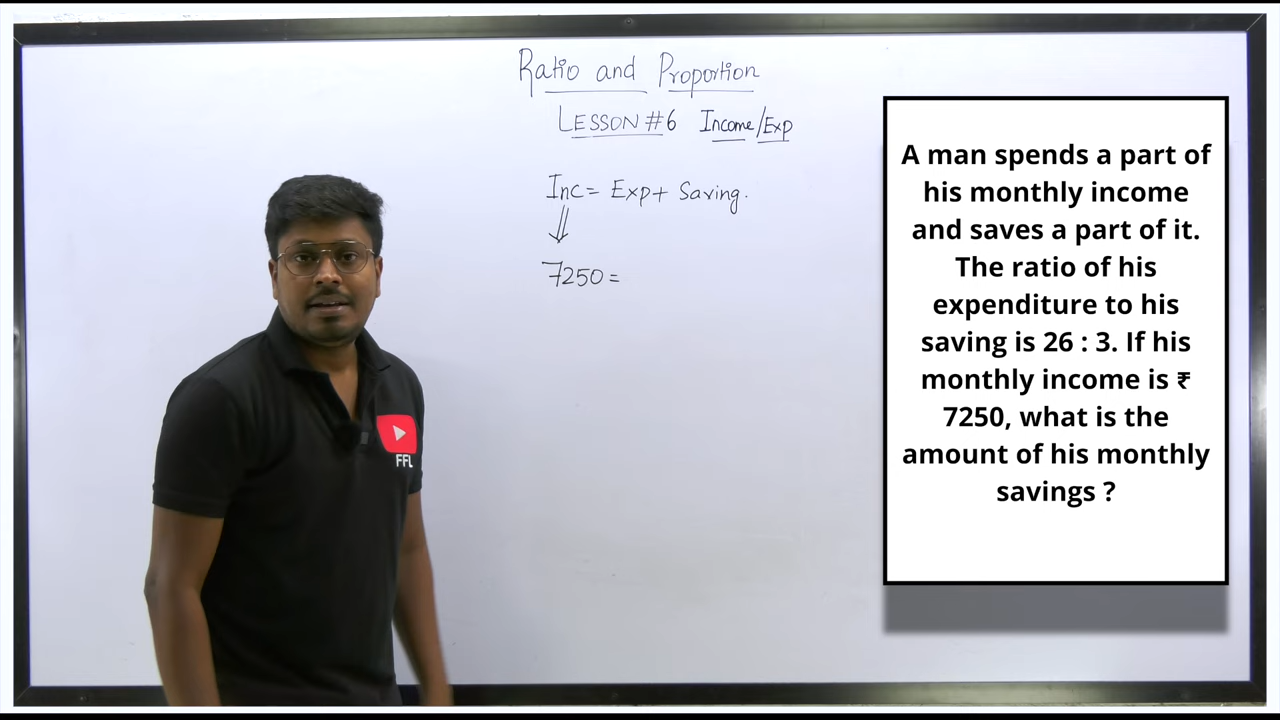 Ratio and Proportion
LESSON #6 Income/Exp
Inc = Exp + Saving.
7250 =
A man spends a part of
his monthly income
and saves a part of it.
The ratio of his
expenditure to his
saving is 26 : 3. If his
monthly income is ₹
7250, what is the
amount of his monthly
savings ?
FFL